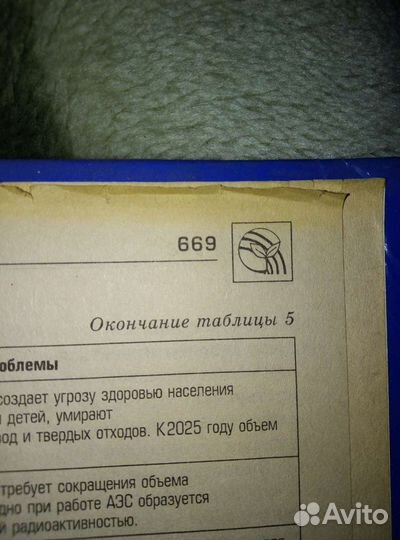 669
Окончание таблицы 5
облемы
создает угрозу здоровью населения
и детей, умирают
вод и твердых отходов. К2025 году объем
требует сокращения объема
дно при работе АЭС образуется
й радиоактивностью.
Avito